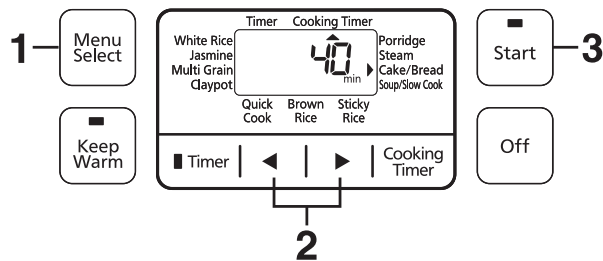 Timer Cooking Timer
1
Menu
Select
White Rice
Jasmine
Multi Grain
Claypot
40
min
Porridge
Steam
Cake/Bread
Soup/Slow Cook
Quick
Cook
Brown
Rice
Sticky
Rice
Start
3
Keep
Warm
Timer
Cooking
Timer
Off
2